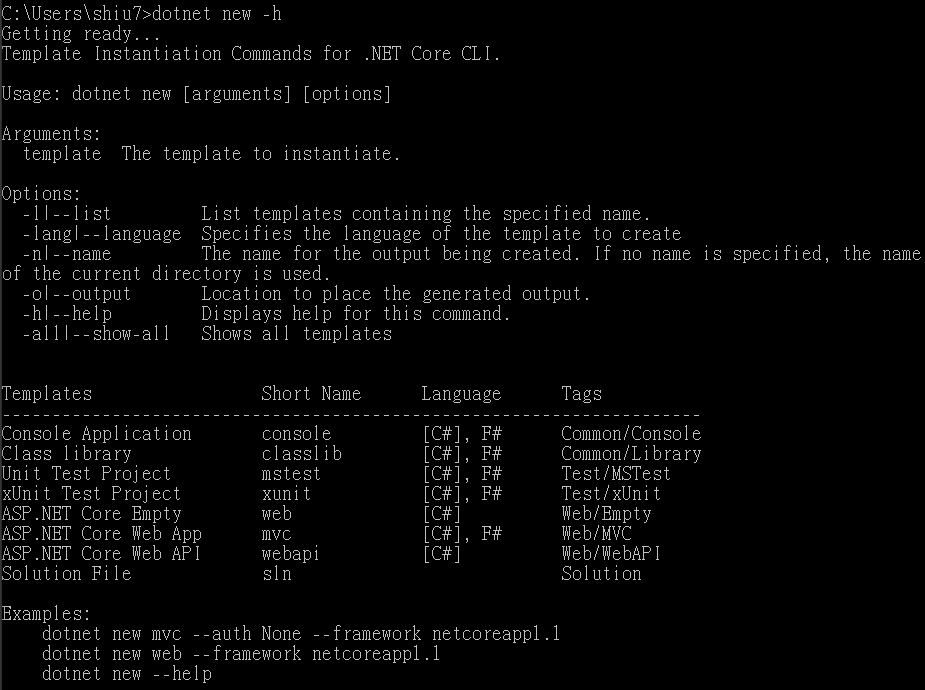 C:\Users\shiu7>dotnet new -h
Getting ready...
Template Instantiation Commands for .NET Core CLI.
Usage: dotnet new [arguments] [options]
Arguments:
  template  The template to instantiate.
Options:
  -l|--list         List templates containing the specified name.
  -lang|--language  Specifies the language of the template to create
  -n|--name         The name for the output being created. If no name is specified, the name
of the current directory is used.
  -o|--output       Location to place the generated output.
  -h|--help         Displays help for this command.
  -all|--show-all   Shows all templates
Templates                 Short Name      Language      Tags
----------------------------------------------------------------------
Console Application       console         [C#], F#      Common/Console
Class library             classlib        [C#], F#      Common/Library
Unit Test Project         mstest          [C#], F#      Test/MSTest
xUnit Test Project        xunit           [C#], F#      Test/xUnit
ASP.NET Core Empty        web             [C#]          Web/Empty
ASP.NET Core Web App      mvc             [C#], F#      Web/MVC
ASP.NET Core Web API      webapi          [C#]          Web/WebAPI
Solution File             sln                           Solution
Examples:
    dotnet new mvc --auth None --framework netcoreapp1.1
    dotnet new web --framework netcoreapp1.1
    dotnet new --help